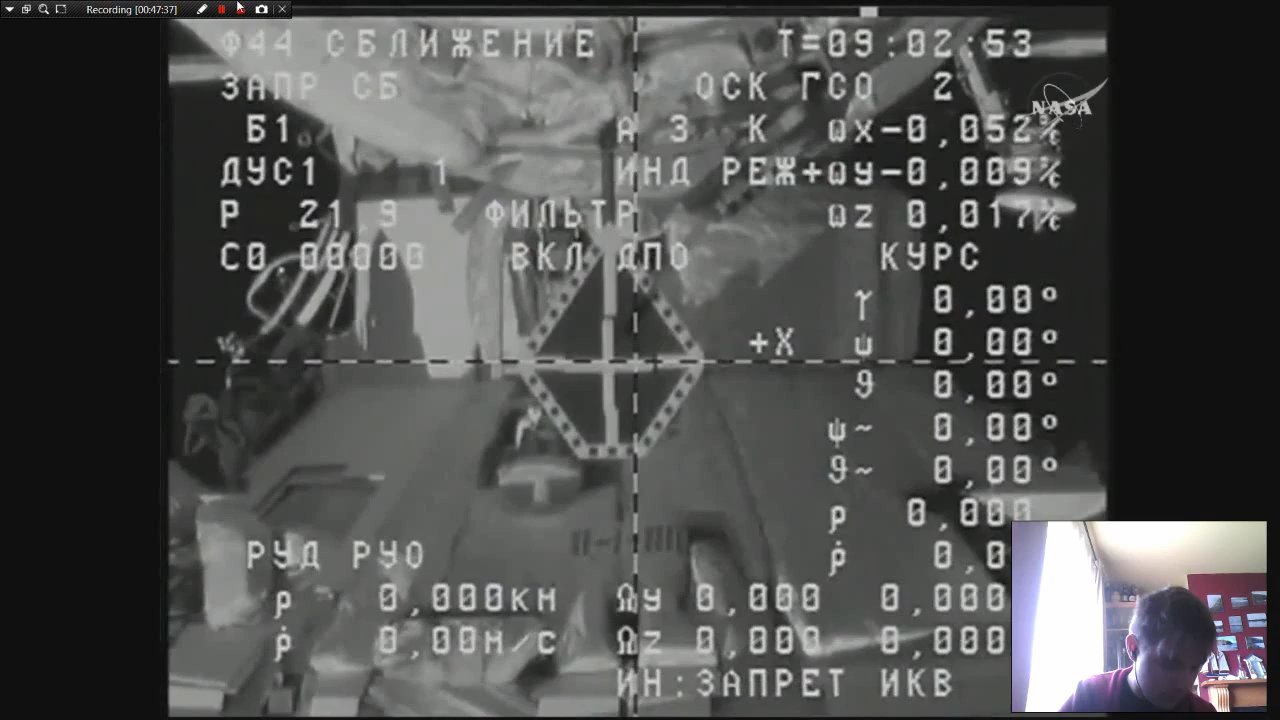 Recording [00:47:37]
Ф44 СБЛИЖЕНИЕ T=09:02:53
ЗАПР СБ ОСК ГСО 2
NASA
Б1 А З К ωx-0,052%
ДУС1 1 ИНД РЕЖ+ωy-0,009%
Р 21 9 ФИЛЬТР ωz 0,017%
С0 00000 ВКЛ ДПО КУРС
γ 0,00°
+X ψ 0,00°
ϑ 0,00°
ψ~ 0,00°
ϑ~ 0,00°
ρ 0,000
РУД РУО ρ̇ 0,0
ρ 0,000км Ωy 0,000 0,000
ρ̇ 0,00м/с Ωz 0,000 0,000
ИН:ЗАПРЕТ ИКВ